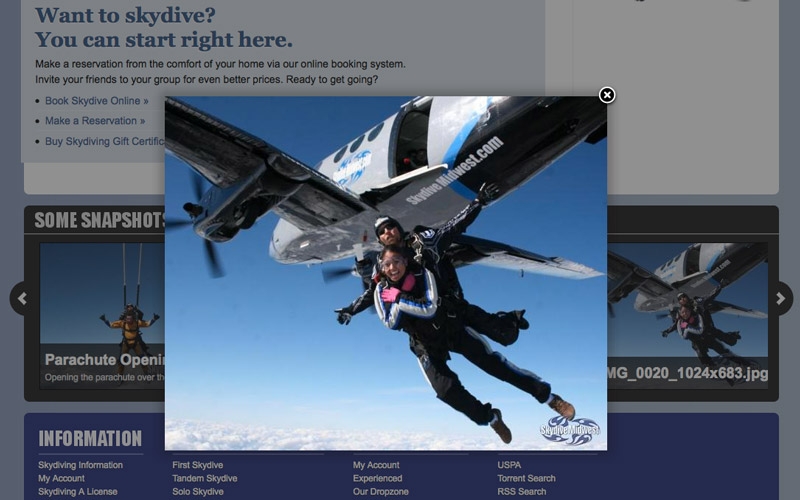 Want to skydive?
You can start right here.
Make a reservation from the comfort of your home via our online booking system.
Invite your friends to your group for even better prices. Ready to get going?
Book Skydive Online »
Make a Reservation »
Buy Skydiving Gift Certific
SkydiveMidwest.com
SOME SNAPSHOTS
Parachute Openin
Opening the parachute over th
MG_0020_1024x683.jpg
Skydive Midwest
INFORMATION
Skydiving Information
My Account
Skydiving A License
First Skydive
Tandem Skydive
Solo Skydive
My Account
Experienced
Our Dropzone
USPA
Torrent Search
RSS Search